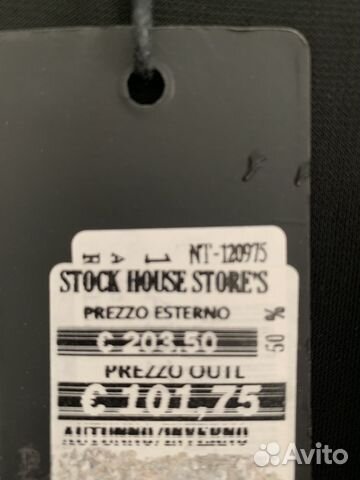 NT-120975
STOCK HOUSE STORE'S
PREZZO ESTERNO
€ 203,50
50 %
PREZZO OUTL
€ 101,75
AUTUNNO/INVERNO
Avito